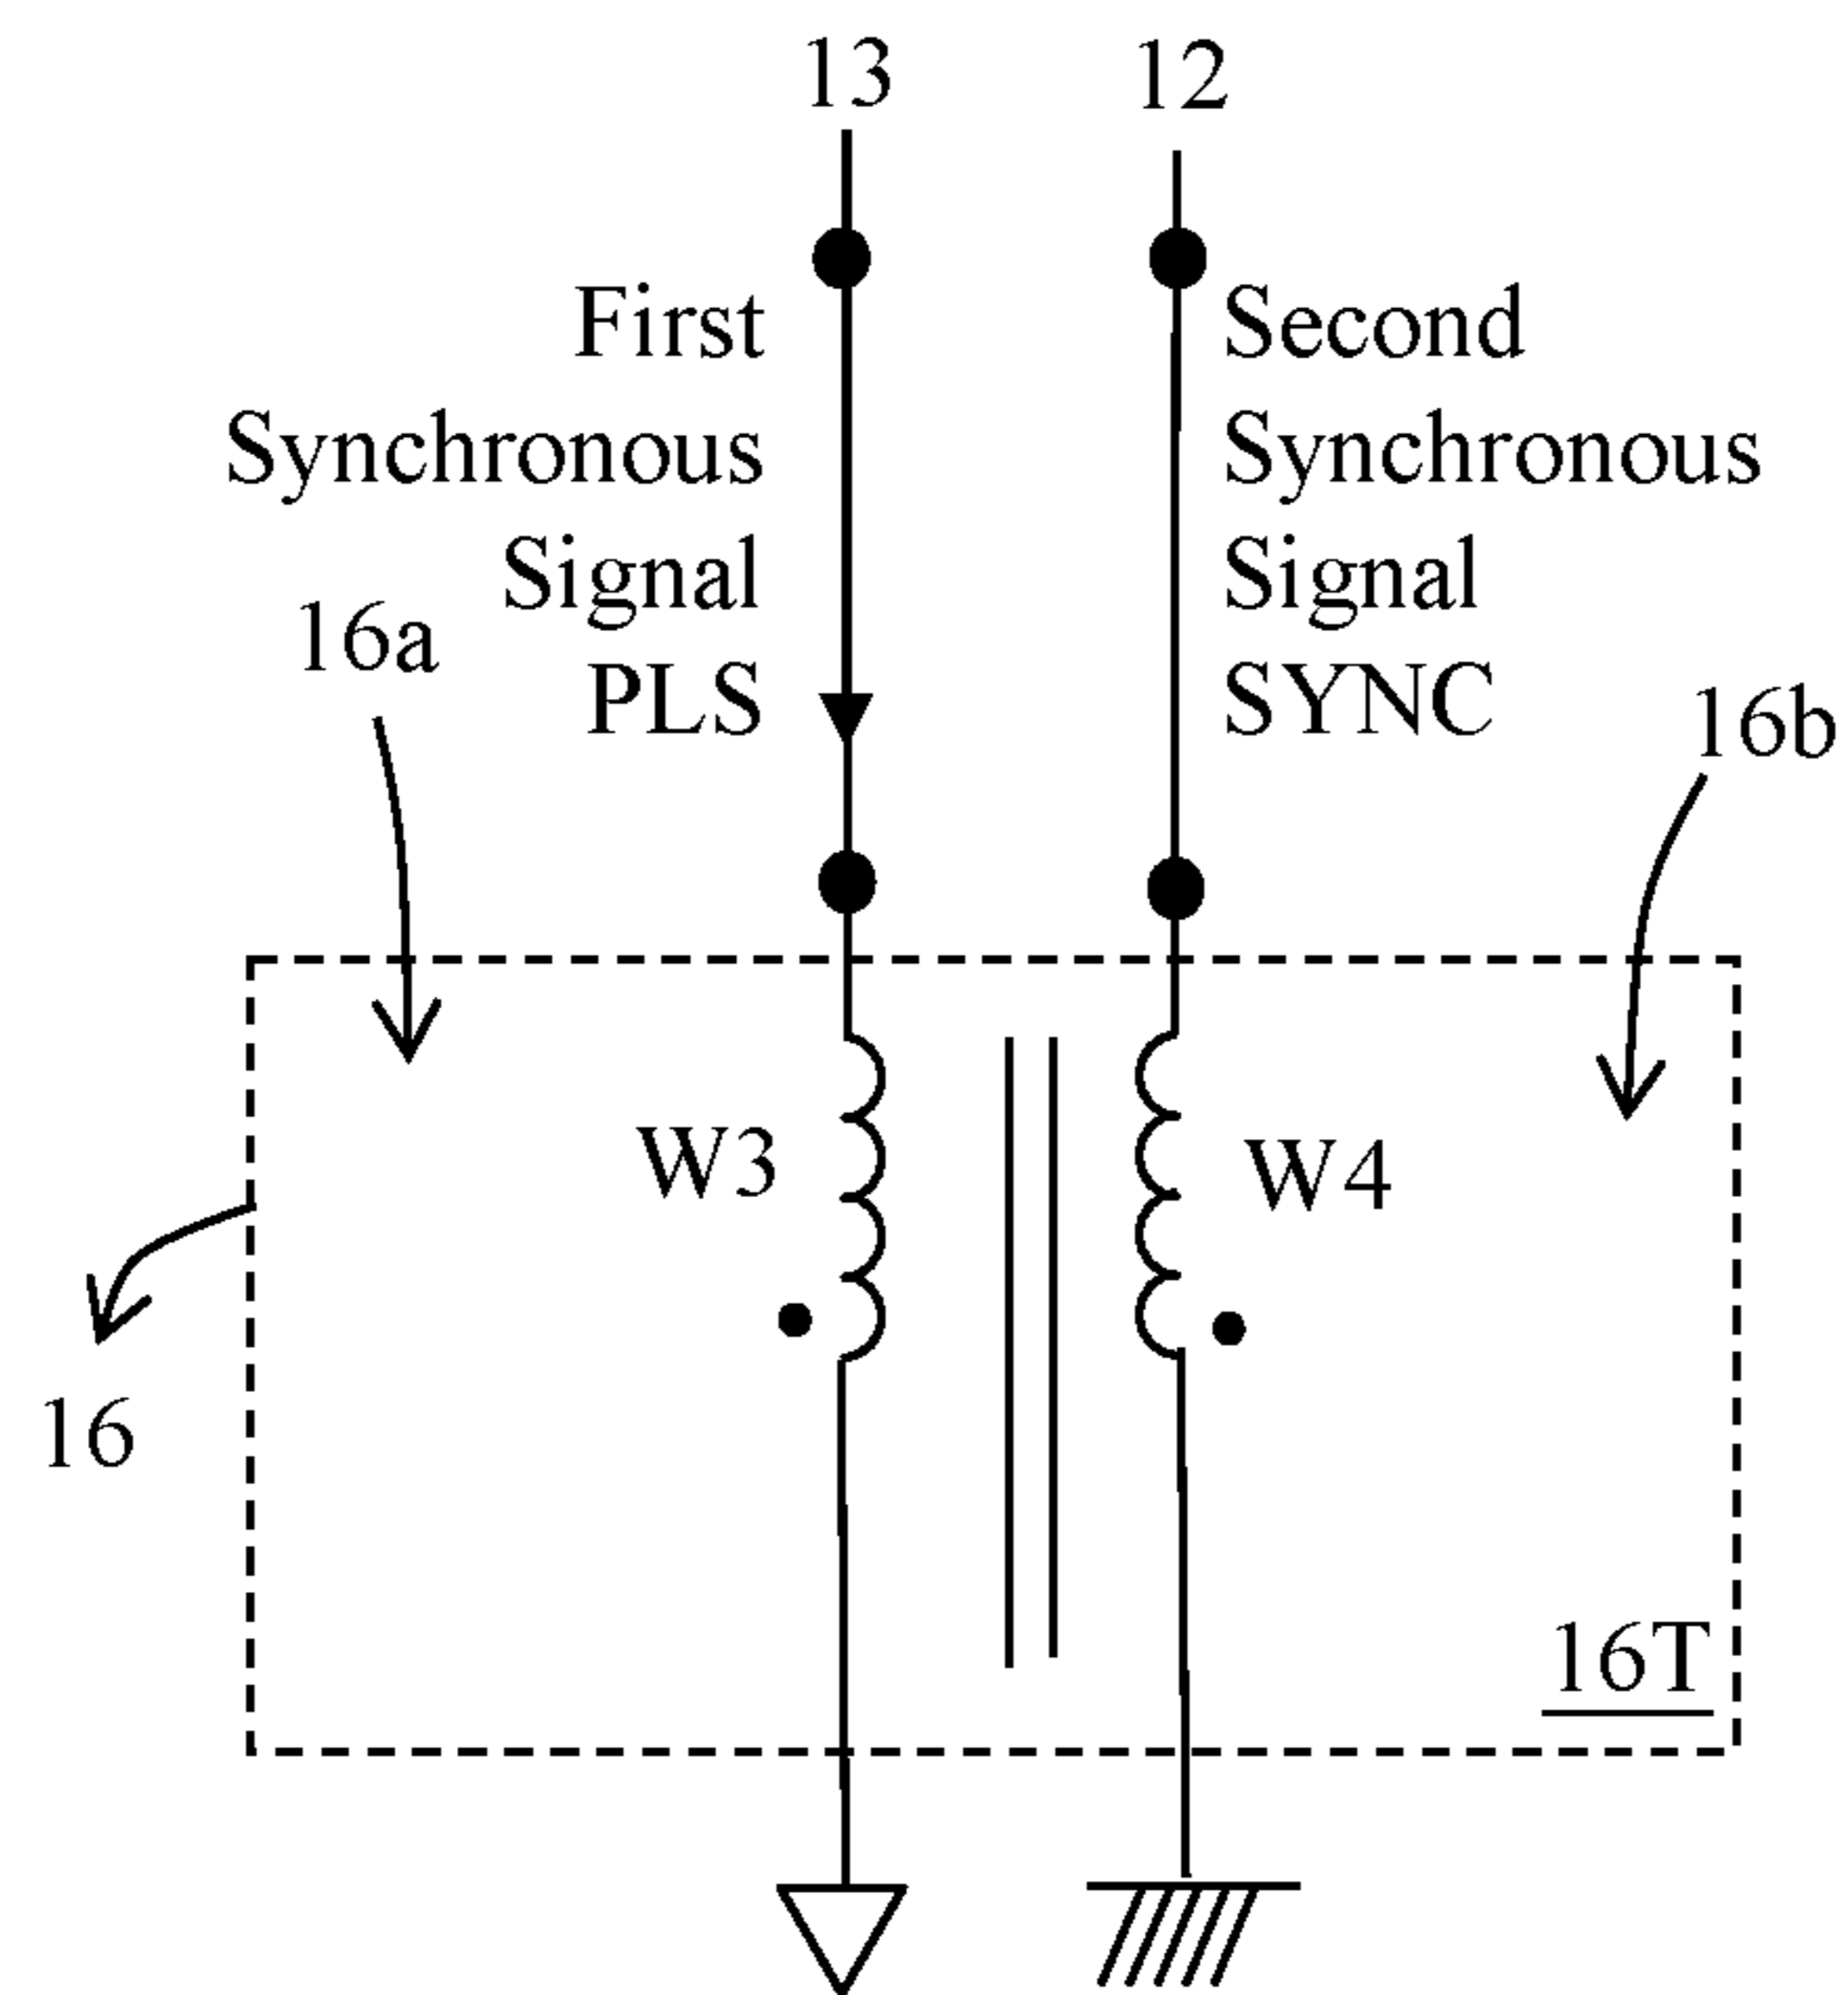 13
12
First
Synchronous
Signal
PLS
Second
Synchronous
Signal
SYNC
16a
16b
W3
W4
16
16T